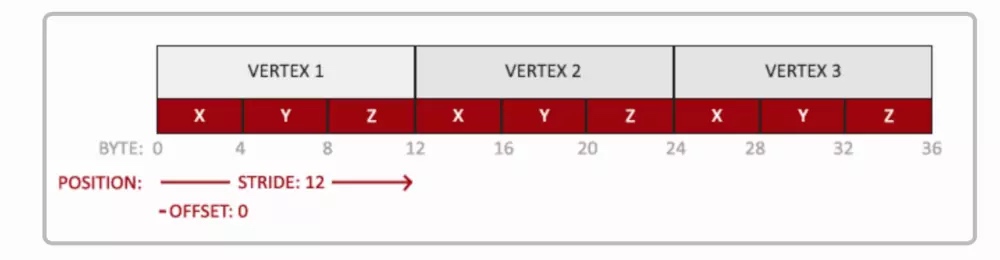 VERTEX 1 VERTEX 2 VERTEX 3
X Y Z X Y Z X Y Z
BYTE: 0 4 8 12 16 20 24 28 32 36
POSITION: STRIDE: 12
-OFFSET: 0